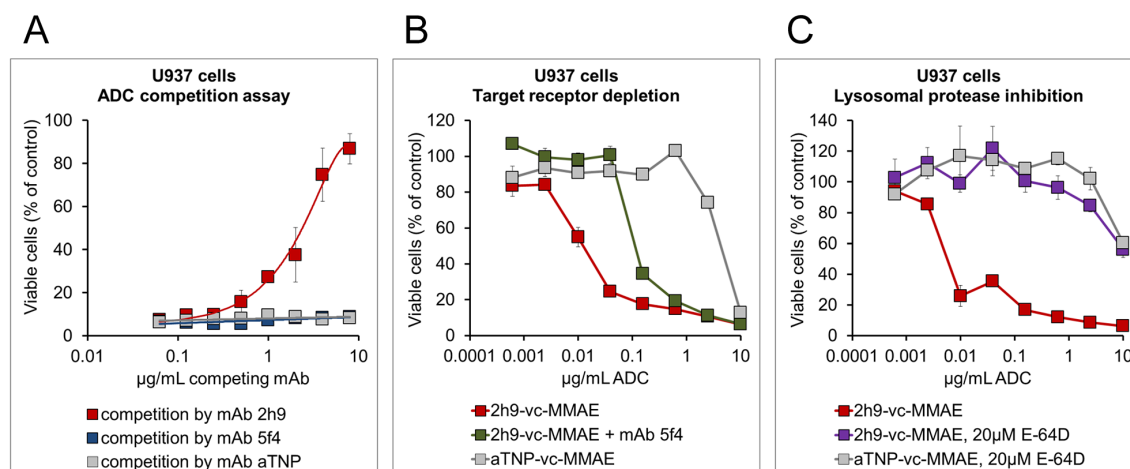 A
U937 cells
ADC competition assay
Viable cells (% of control)
100
80
60
40
20
0
0.01
0.1
1
10
µg/mL competing mAb
competition by mAb 2h9
competition by mAb 5f4
competition by mAb aTNP
B
U937 cells
Target receptor depletion
Viable cells (% of control)
120
100
80
60
40
20
0
0.0001
0.001
0.01
0.1
1
10
µg/mL ADC
2h9-vc-MMAE
2h9-vc-MMAE + mAb 5f4
aTNP-vc-MMAE
C
U937 cells
Lysosomal protease inhibition
Viable cells (% of control)
140
120
100
80
60
40
20
0
0.0001
0.001
0.01
0.1
1
10
µg/mL ADC
2h9-vc-MMAE
2h9-vc-MMAE, 20µM E-64D
aTNP-vc-MMAE, 20µM E-64D